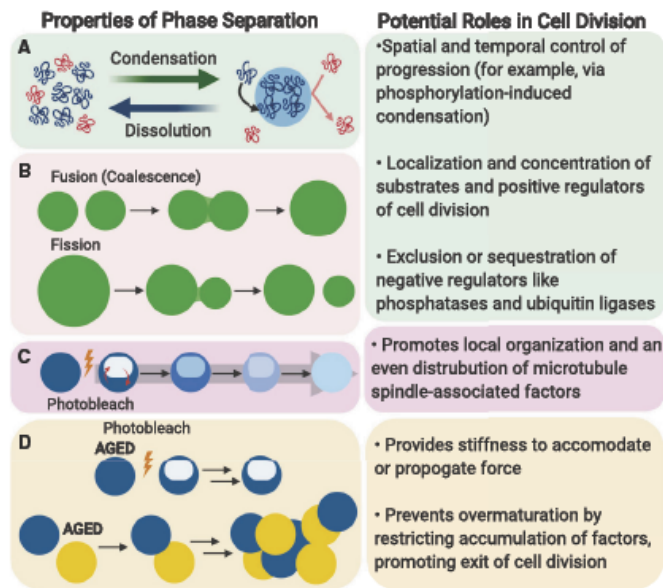 Properties of Phase Separation
Potential Roles in Cell Division
A
Condensation
Dissolution
•Spatial and temporal control of
progression (for example, via
phosphorylation-induced
condensation)
• Localization and concentration of
substrates and positive regulators
of cell division
• Exclusion or sequestration of
negative regulators like
phosphatases and ubiquitin ligases
B
Fusion (Coalescence)
Fission
C
Photobleach
• Promotes local organization and an
even distrubution of microtubule
spindle-associated factors
D
Photobleach
AGED
AGED
• Provides stiffness to accomodate
or propogate force
• Prevents overmaturation by
restricting accumulation of factors,
promoting exit of cell division